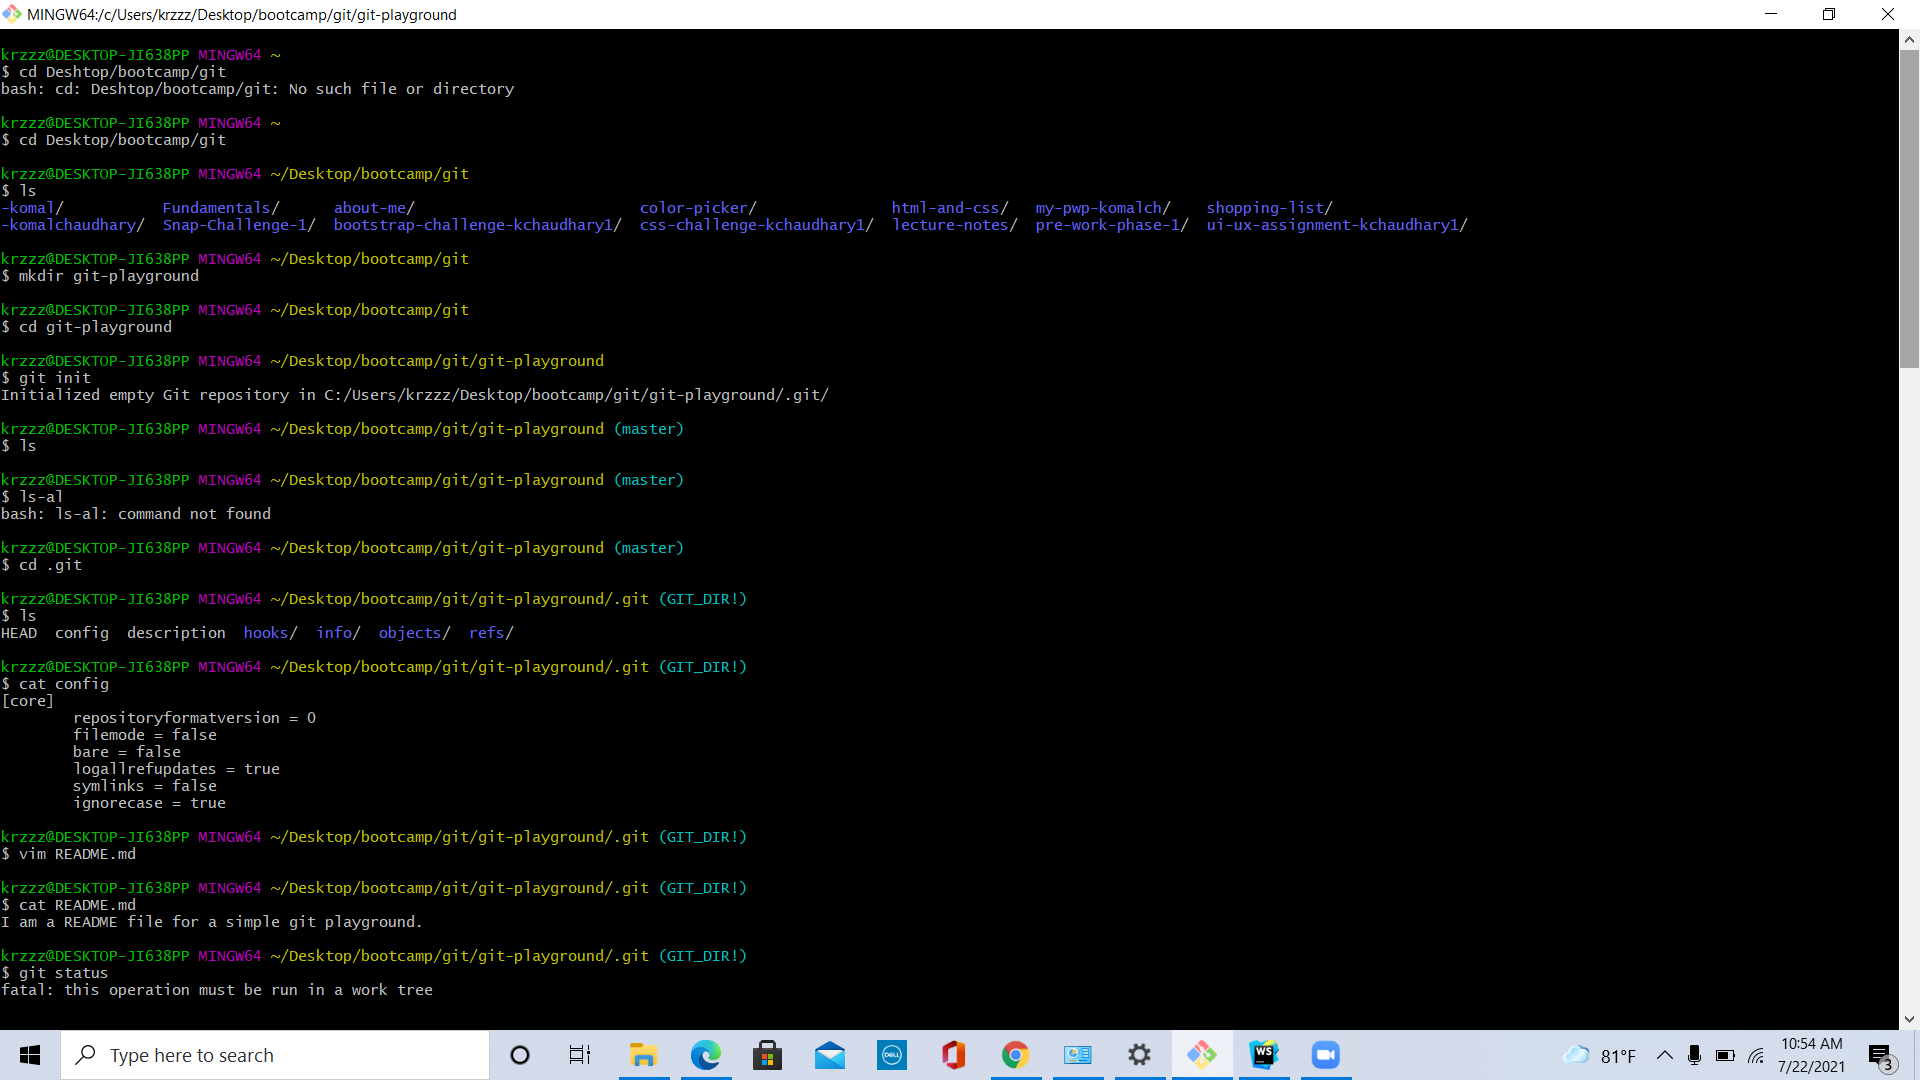 MINGW64:/c/Users/krzzz/Desktop/bootcamp/git/git-playground
krzzz@DESKTOP-JI638PP MINGW64 ~
$ cd Deshtop/bootcamp/git
bash: cd: Deshtop/bootcamp/git: No such file or directory
krzzz@DESKTOP-JI638PP MINGW64 ~
$ cd Desktop/bootcamp/git
krzzz@DESKTOP-JI638PP MINGW64 ~/Desktop/bootcamp/git
$ ls
-komal/ Fundamentals/ about-me/ color-picker/ html-and-css/ my-pwp-komalch/ shopping-list/
-komalchaudhary/ Snap-Challenge-1/ bootstrap-challenge-kchaudhary1/ css-challenge-kchaudhary1/ lecture-notes/ pre-work-phase-1/ ui-ux-assignment-kchaudhary1/
krzzz@DESKTOP-JI638PP MINGW64 ~/Desktop/bootcamp/git
$ mkdir git-playground
krzzz@DESKTOP-JI638PP MINGW64 ~/Desktop/bootcamp/git
$ cd git-playground
krzzz@DESKTOP-JI638PP MINGW64 ~/Desktop/bootcamp/git/git-playground
$ git init
Initialized empty Git repository in C:/Users/krzzz/Desktop/bootcamp/git/git-playground/.git/
krzzz@DESKTOP-JI638PP MINGW64 ~/Desktop/bootcamp/git/git-playground (master)
$ ls
krzzz@DESKTOP-JI638PP MINGW64 ~/Desktop/bootcamp/git/git-playground (master)
$ ls-al
bash: ls-al: command not found
krzzz@DESKTOP-JI638PP MINGW64 ~/Desktop/bootcamp/git/git-playground (master)
$ cd .git
krzzz@DESKTOP-JI638PP MINGW64 ~/Desktop/bootcamp/git/git-playground/.git (GIT_DIR!)
$ ls
HEAD config description hooks/ info/ objects/ refs/
krzzz@DESKTOP-JI638PP MINGW64 ~/Desktop/bootcamp/git/git-playground/.git (GIT_DIR!)
$ cat config
[core]
repositoryformatversion = 0
filemode = false
bare = false
logallrefupdates = true
symlinks = false
ignorecase = true
krzzz@DESKTOP-JI638PP MINGW64 ~/Desktop/bootcamp/git/git-playground/.git (GIT_DIR!)
$ vim README.md
krzzz@DESKTOP-JI638PP MINGW64 ~/Desktop/bootcamp/git/git-playground/.git (GIT_DIR!)
$ cat README.md
I am a README file for a simple git playground.
krzzz@DESKTOP-JI638PP MINGW64 ~/Desktop/bootcamp/git/git-playground/.git (GIT_DIR!)
$ git status
fatal: this operation must be run in a work tree
Type here to search
DELL
WS
81°F
10:54 AM
7/22/2021
3